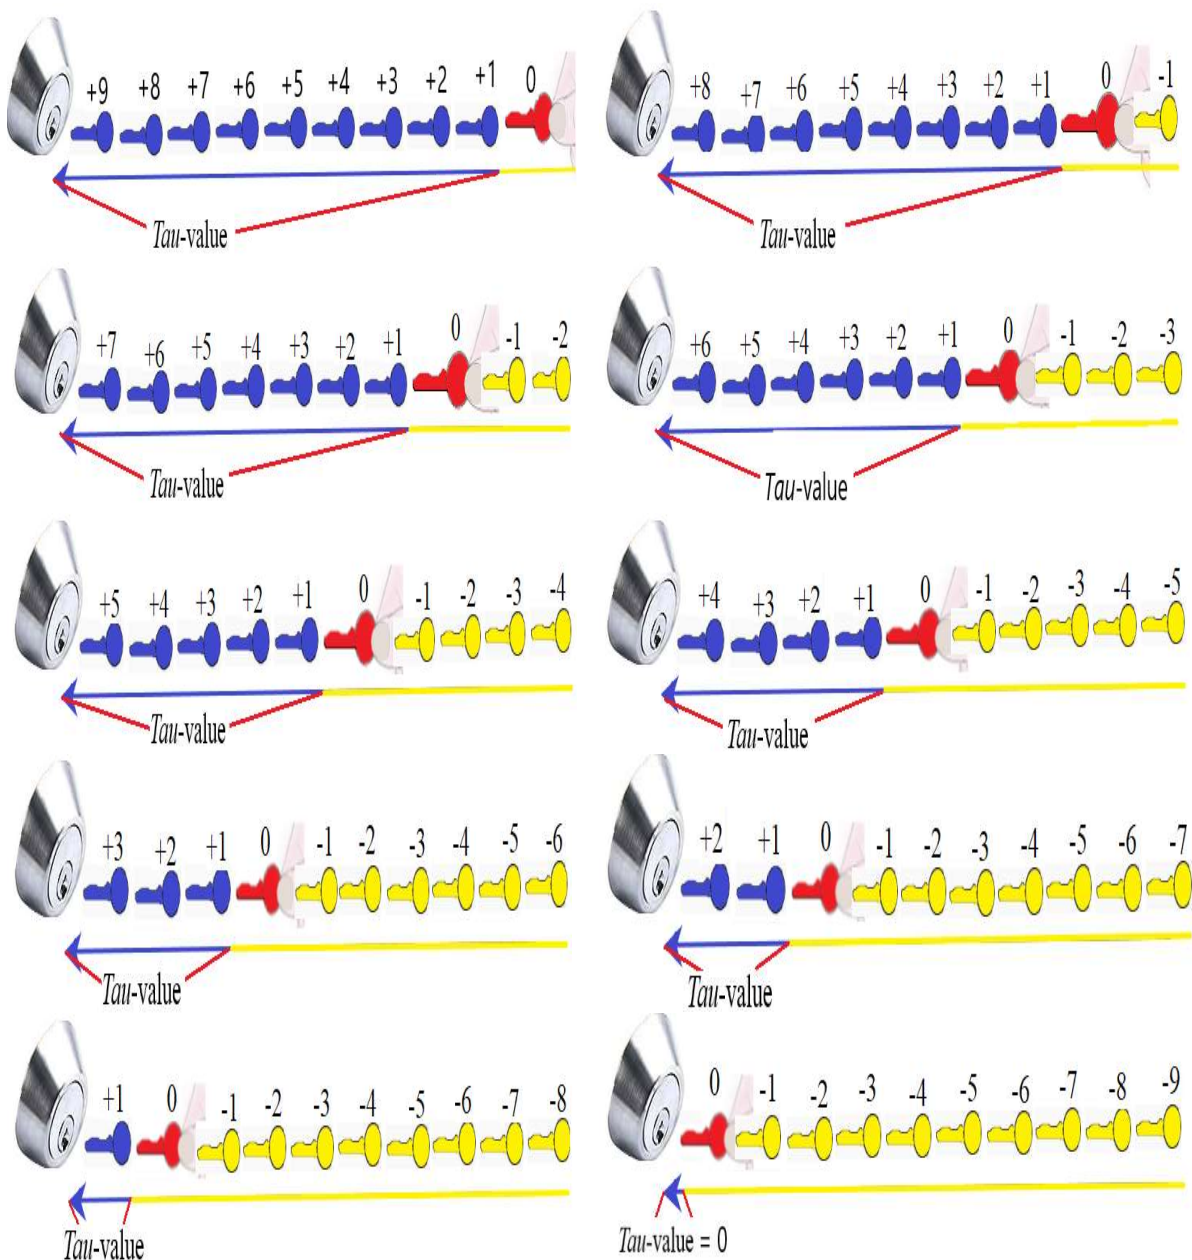 +9 +8 +7 +6 +5 +4 +3 +2 +1 0
Tau-value
+8 +7 +6 +5 +4 +3 +2 +1 0 -1
Tau-value
+7 +6 +5 +4 +3 +2 +1 0 -1 -2
Tau-value
+6 +5 +4 +3 +2 +1 0 -1 -2 -3
Tau-value
+5 +4 +3 +2 +1 0 -1 -2 -3 -4
Tau-value
+4 +3 +2 +1 0 -1 -2 -3 -4 -5
Tau-value
+3 +2 +1 0 -1 -2 -3 -4 -5 -6
Tau-value
+2 +1 0 -1 -2 -3 -4 -5 -6 -7
Tau-value
+1 0 -1 -2 -3 -4 -5 -6 -7 -8
Tau-value
0 -1 -2 -3 -4 -5 -6 -7 -8 -9
Tau-value = 0